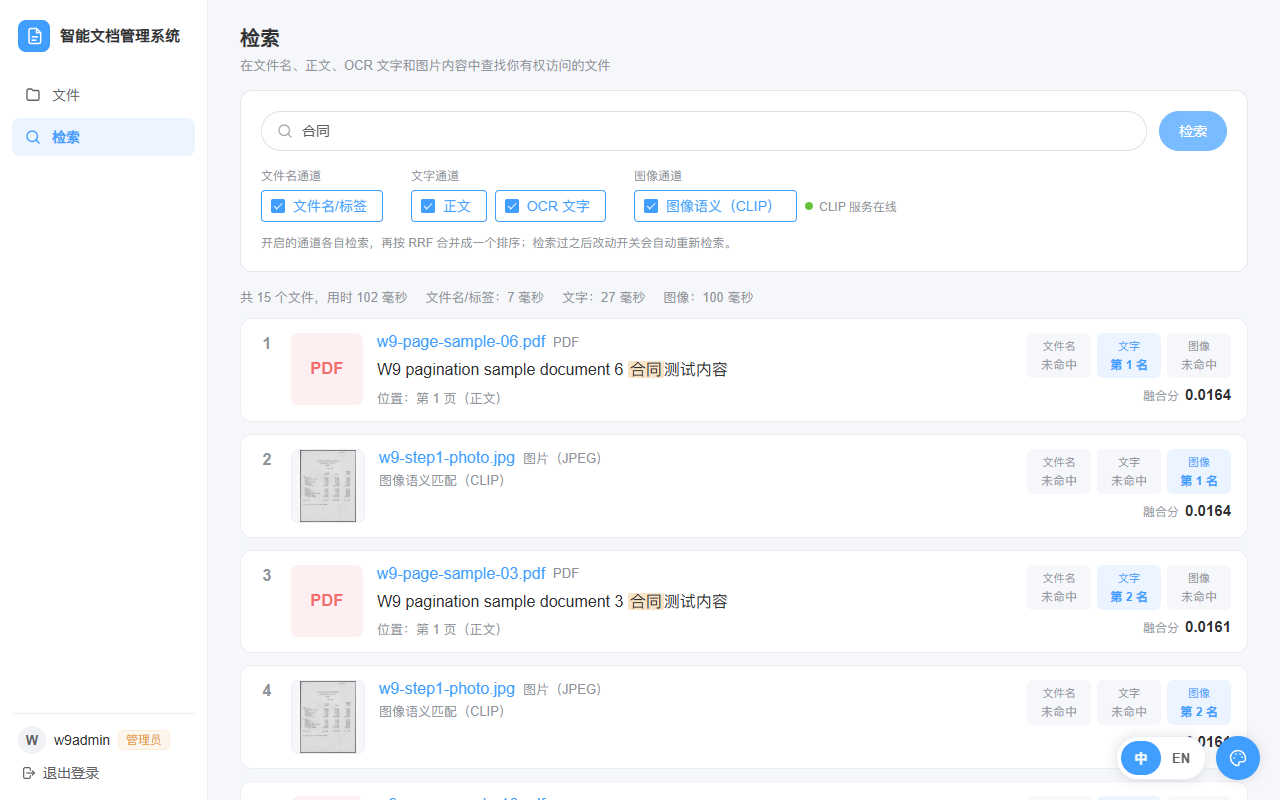 智能文档管理系统
文件
检索
w9admin 管理员
W
退出登录
检索
在文件名、正文、OCR 文字和图片内容中查找你有权访问的文件
合同
检索
文件名通道 文字通道 图像通道
文件名/标签 正文 OCR 文字 图像语义（CLIP） CLIP 服务在线
开启的通道各自检索，再按 RRF 合并成一个排序；检索过之后改动开关会自动重新检索。
共 15 个文件，用时 102 毫秒 文件名/标签：7 毫秒 文字：27 毫秒 图像：100 毫秒
1
PDF
w9-page-sample-06.pdf PDF
W9 pagination sample document 6 合同测试内容
位置：第 1 页（正文）
文件名 文字 图像
未命中 第 1 名 未命中
融合分 0.0164
2
w9-step1-photo.jpg 图片（JPEG）
图像语义匹配（CLIP）
文件名 文字 图像
未命中 未命中 第 1 名
融合分 0.0164
3
PDF
w9-page-sample-03.pdf PDF
W9 pagination sample document 3 合同测试内容
位置：第 1 页（正文）
文件名 文字 图像
未命中 第 2 名 未命中
融合分 0.0161
4
w9-step1-photo.jpg 图片（JPEG）
图像语义匹配（CLIP）
文件名 文字 图像
未命中 未命中 第 2 名
中 EN